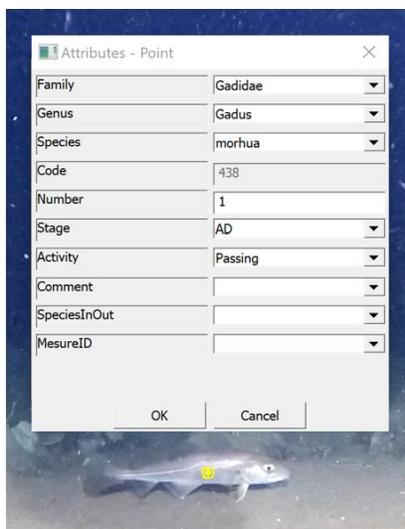 Attributes - Point
Family Gadidae
Genus Gadus
Species morhua
Code 438
Number 1
Stage AD
Activity Passing
Comment
SpeciesInOut
MesureID
OK Cancel